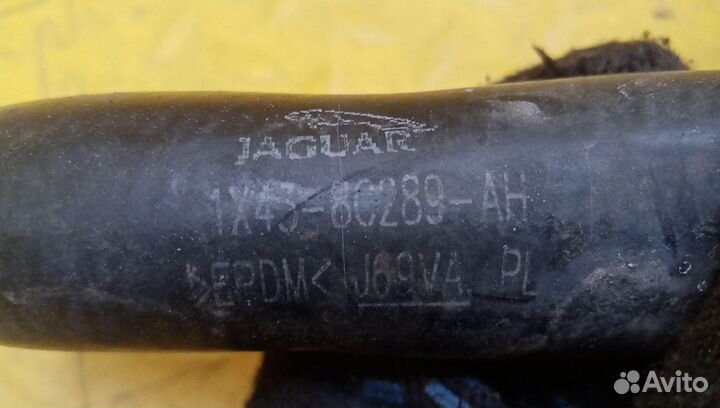 JAGUAR
1X43-8C289-AH
>EPDM< J69VA PL
Avito